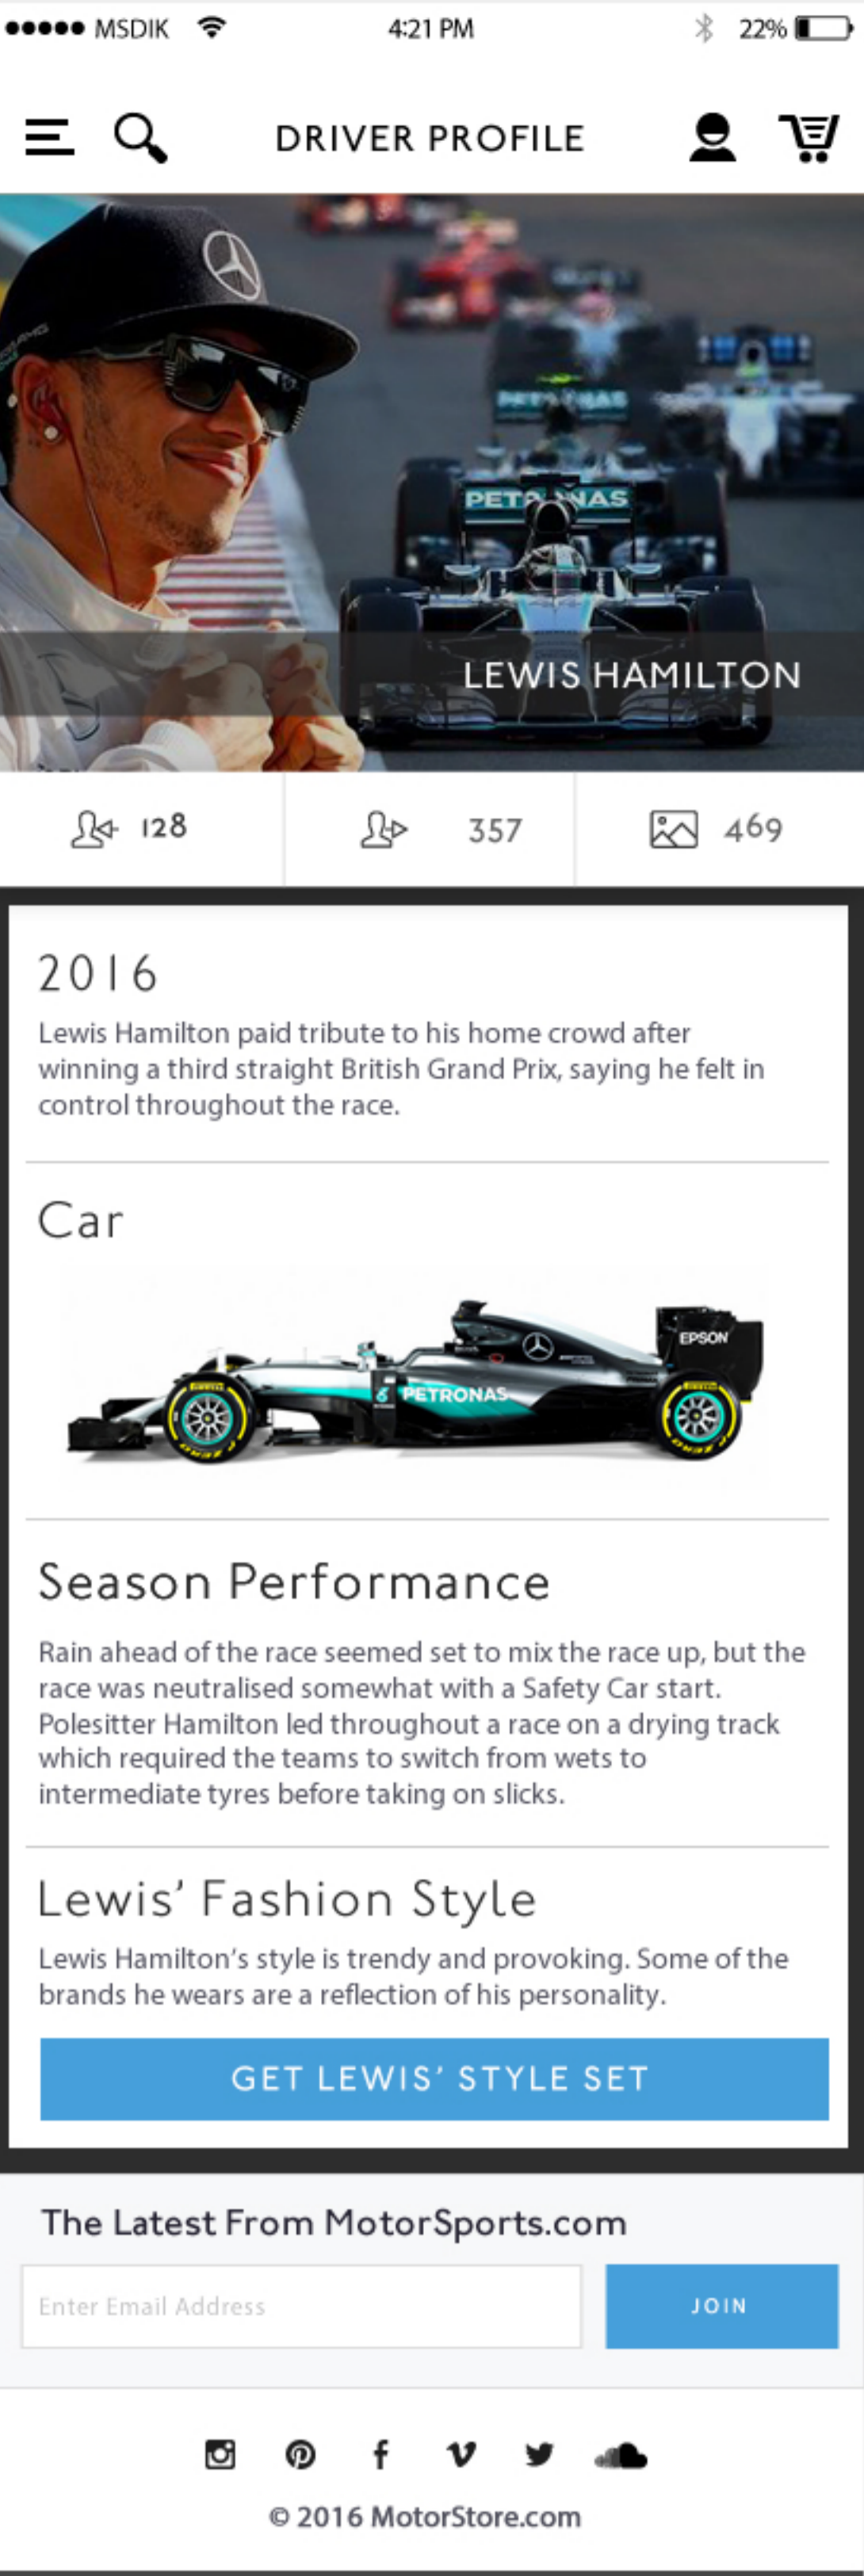 MSDIK 4:21 PM 22%
DRIVER PROFILE
PETRONAS
LEWIS HAMILTON
128 357 469
2016
Lewis Hamilton paid tribute to his home crowd after
winning a third straight British Grand Prix, saying he felt in
control throughout the race.
Car
EPSON
PETRONAS
Season Performance
Rain ahead of the race seemed set to mix the race up, but the
race was neutralised somewhat with a Safety Car start.
Polesitter Hamilton led throughout a race on a drying track
which required the teams to switch from wets to
intermediate tyres before taking on slicks.
Lewis’ Fashion Style
Lewis Hamilton’s style is trendy and provoking. Some of the
brands he wears are a reflection of his personality.
GET LEWIS’ STYLE SET
The Latest From MotorSports.com
Enter Email Address JOIN
© 2016 MotorStore.com